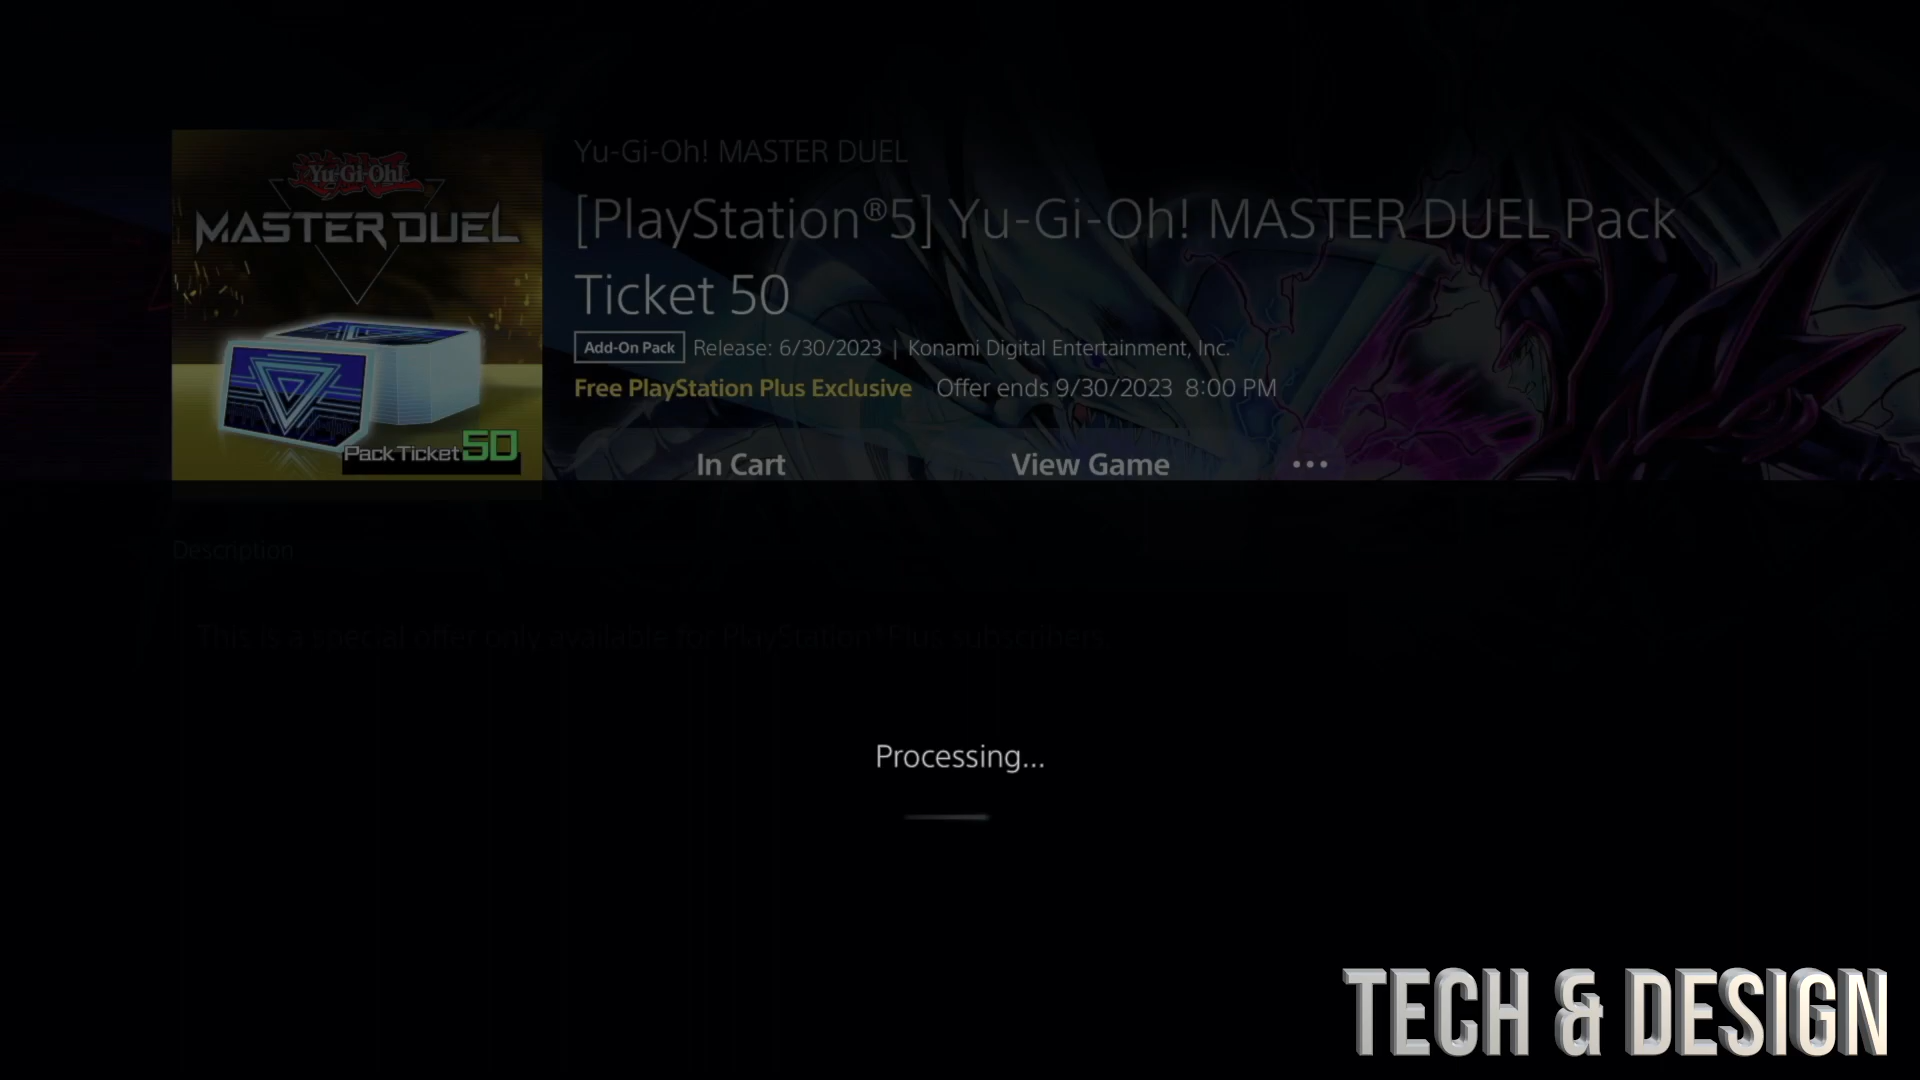 Yu-Gi-Oh!
MASTER DUEL
Pack Ticket 50
Yu-Gi-Oh! MASTER DUEL
[PlayStation®5] Yu-Gi-Oh! MASTER DUEL Pack
Ticket 50
Add-On Pack Release: 6/30/2023 | Konami Digital Entertainment, Inc.
Free PlayStation Plus Exclusive Offer ends 9/30/2023 8:00 PM
In Cart View Game ...
Description
This is a special offer only available for PlayStation®Plus subscribers.
Processing...
TECH & DESIGN